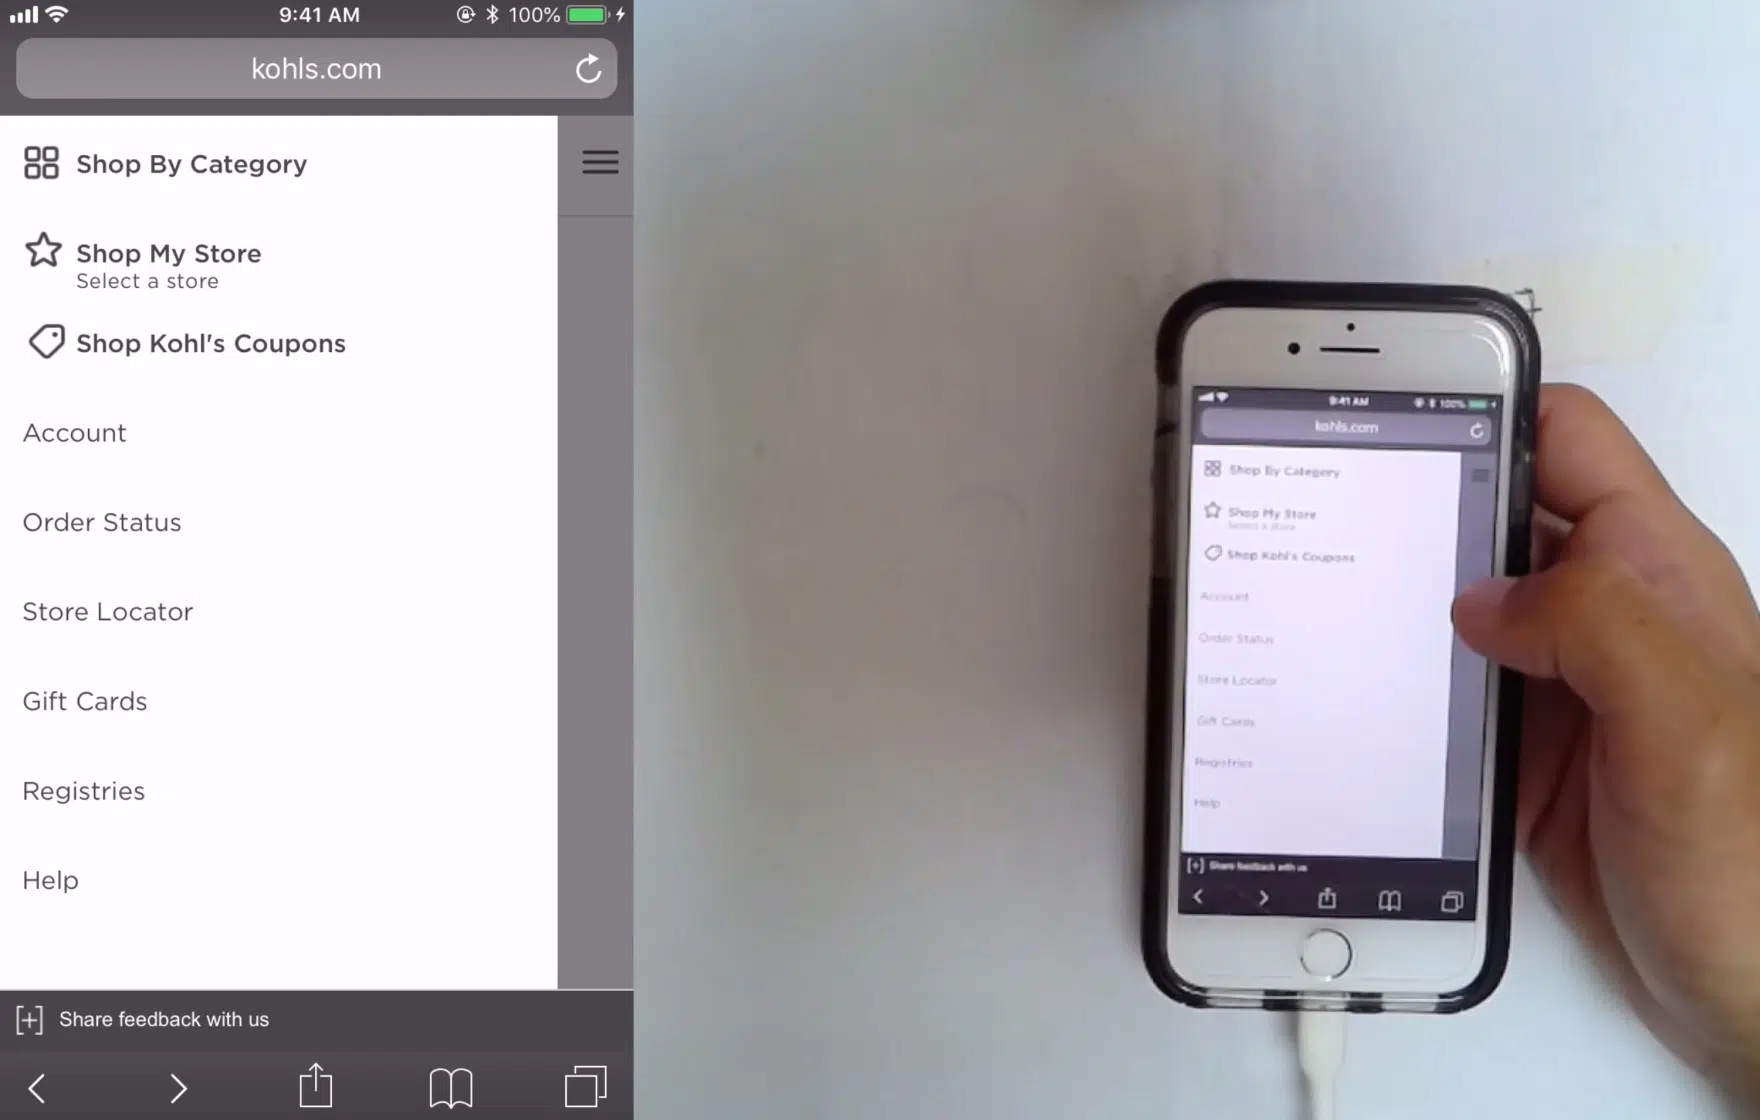 9:41 AM
100%
kohls.com
Shop By Category
Shop My Store
Select a store
Shop Kohl's Coupons
Account
Order Status
Store Locator
Gift Cards
Registries
Help
[+] Share feedback with us
9:41 AM
100%
kohls.com
Shop By Category
Shop My Store
Select a store
Shop Kohl's Coupons
Account
Order Status
Store Locator
Gift Cards
Registries
Help
[+] Share feedback with us